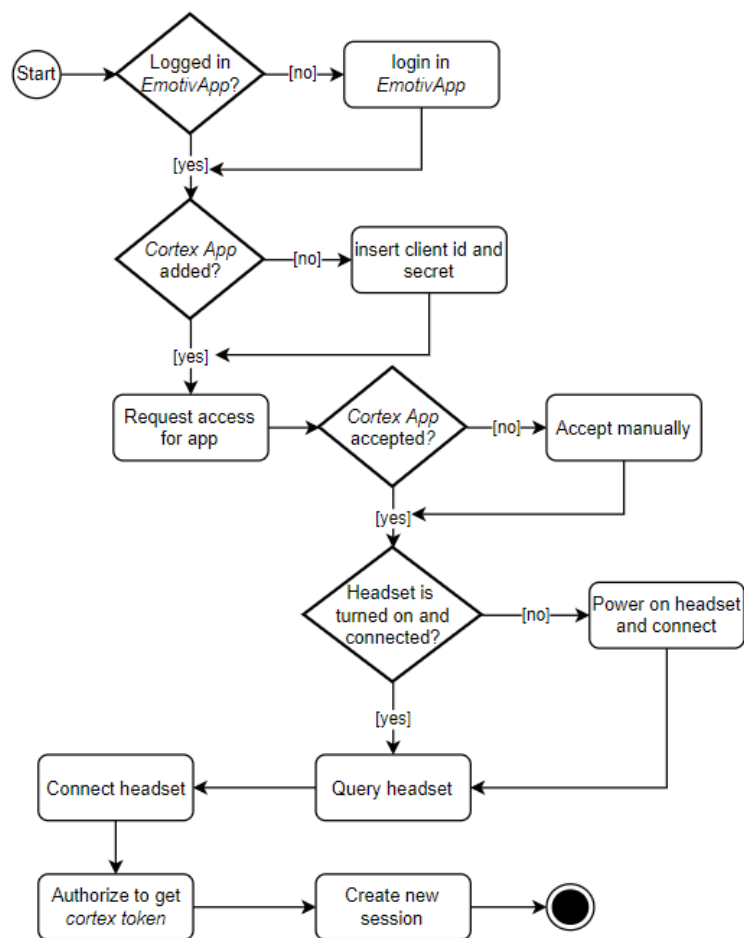 Start
Logged in
EmotivApp?
[no]
login in
EmotivApp
[yes]
Cortex App
added?
[no]
insert client id and
secret
[yes]
Request access
for app
Cortex App
accepted?
[no]
Accept manually
[yes]
Headset is
turned on and
connected?
[no]
Power on headset
and connect
[yes]
Connect headset
Query headset
Authorize to get
cortex token
Create new
session